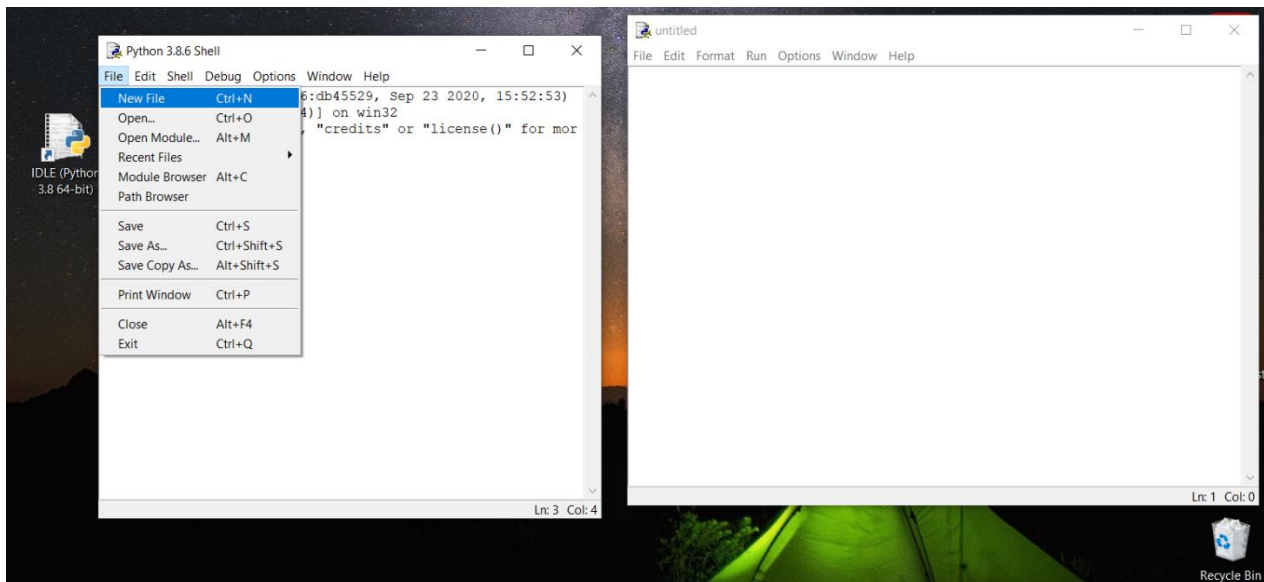 Python 3.8.6 Shell
File Edit Shell Debug Options Window Help
6:db45529, Sep 23 2020, 15:52:53)
4)] on win32
, "credits" or "license()" for mor
New File Ctrl+N
Open... Ctrl+O
Open Module... Alt+M
Recent Files
Module Browser Alt+C
Path Browser
Save Ctrl+S
Save As... Ctrl+Shift+S
Save Copy As... Alt+Shift+S
Print Window Ctrl+P
Close Alt+F4
Exit Ctrl+Q
Ln: 3 Col: 4
IDLE (Python
3.8 64-bit)
untitled
File Edit Format Run Options Window Help
Ln: 1 Col: 0
Recycle Bin